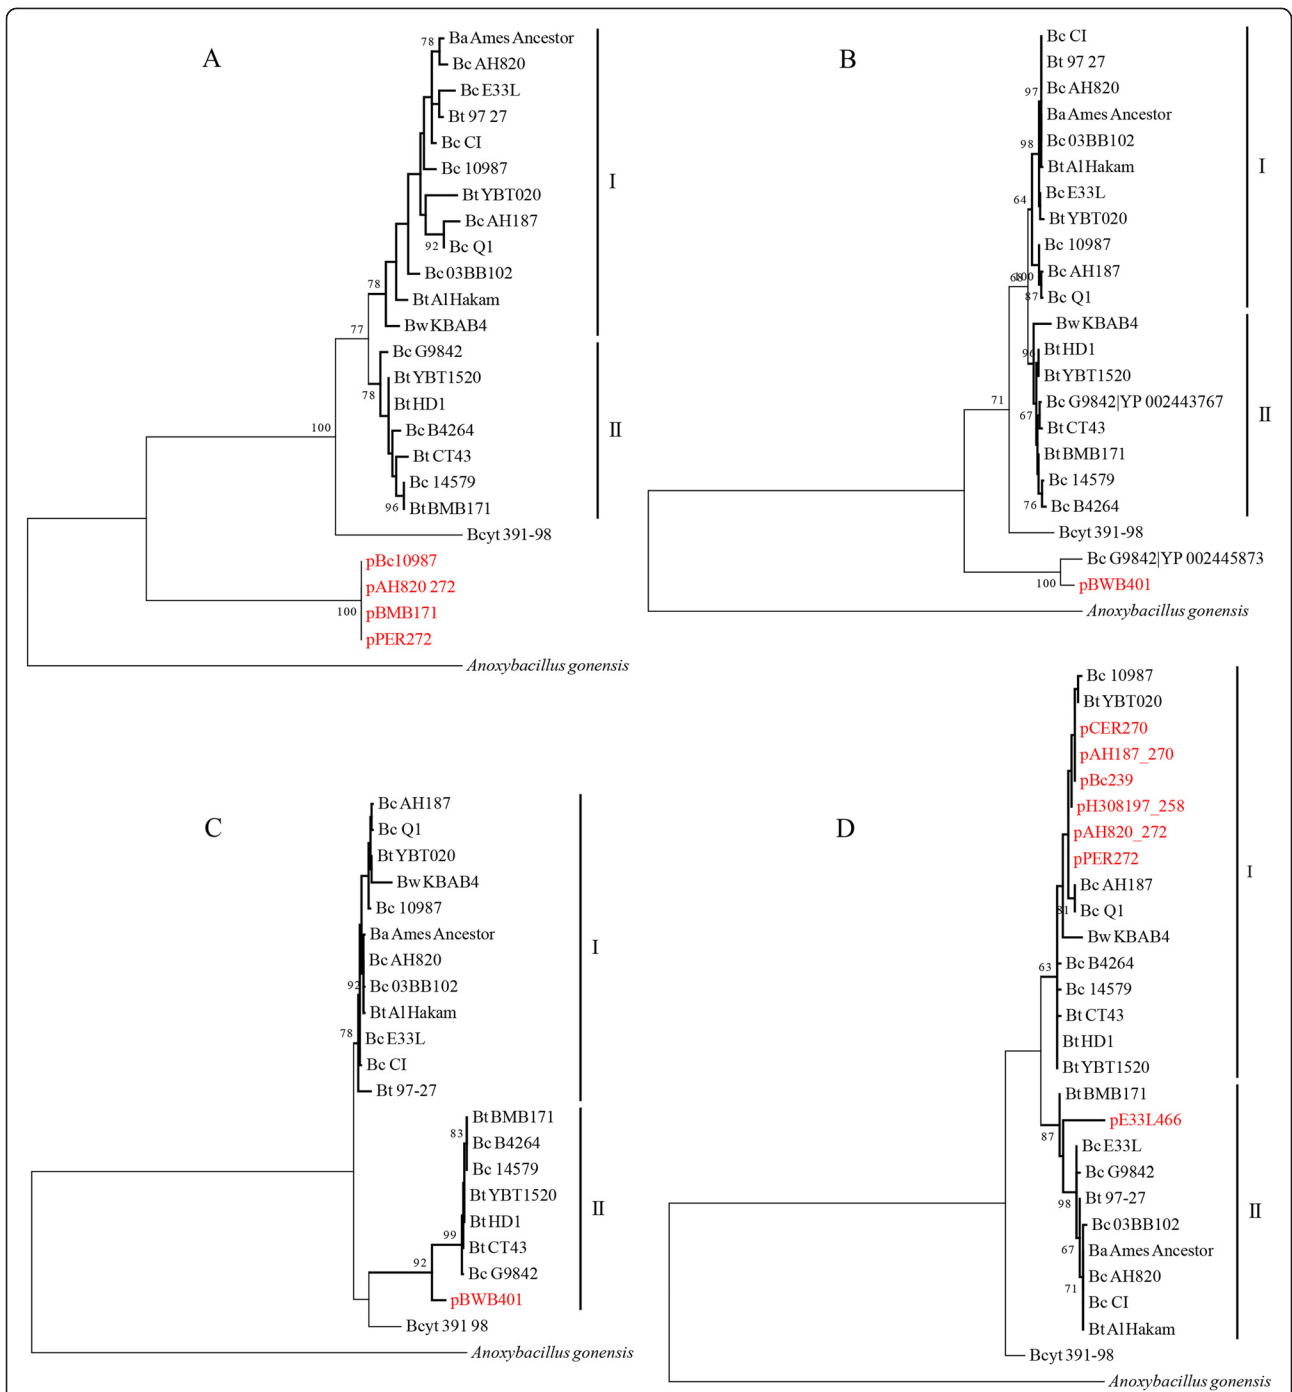 A
78
Ba Ames Ancestor
Bc AH820
Bc E33L
Bt 97 27
Bc CI
Bc 10987
Bt YBT020
Bc AH187
92
Bc Q1
Bc 03BB102
78
Bt Al Hakam
Bw KBAB4
77
I
Bc G9842
Bt YBT1520
78
Bt HD1
Bc B4264
100
Bt CT43
Bc 14579
96
Bt BMB171
II
Bcyt 391-98
pBc10987
pAH820 272
100
pBMB171
pPER272
Anoxybacillus gonensis
B
Bc CI
Bt 97 27
97
Bc AH820
Ba Ames Ancestor
98
Bc 03BB102
Bt Al Hakam
64
Bc E33L
Bt YBT020
Bc 10987
68
100
Bc AH187
87
Bc Q1
I
Bw KBAB4
96
Bt HD1
Bt YBT1520
71
Bc G9842|YP 002443767
67
Bt CT43
Bt BMB171
Bc 14579
76
Bc B4264
II
Bcyt 391-98
Bc G9842|YP 002445873
100
pBWB401
Anoxybacillus gonensis
C
Bc AH187
Bc Q1
Bt YBT020
Bw KBAB4
Bc 10987
Ba Ames Ancestor
Bc AH820
92
Bc 03BB102
Bt Al Hakam
78
Bc E33L
Bc CI
Bt 97-27
I
Bt BMB171
83
Bc B4264
Bc 14579
Bt YBT1520
Bt HD1
99
Bt CT43
92
Bc G9842
pBWB401
II
Bcyt 391 98
Anoxybacillus gonensis
D
Bc 10987
Bt YBT020
pCER270
pAH187_270
pBc239
pH308197_258
pAH820_272
pPER272
Bc AH187
81
Bc Q1
Bw KBAB4
63
Bc B4264
Bc 14579
Bt CT43
Bt HD1
Bt YBT1520
I
Bt BMB171
87
pE33L466
Bc E33L
Bc G9842
98
Bt 97-27
Bc 03BB102
67
Ba Ames Ancestor
71
Bc AH820
Bc CI
Bt Al Hakam
II
Bcyt 391-98
Anoxybacillus gonensis